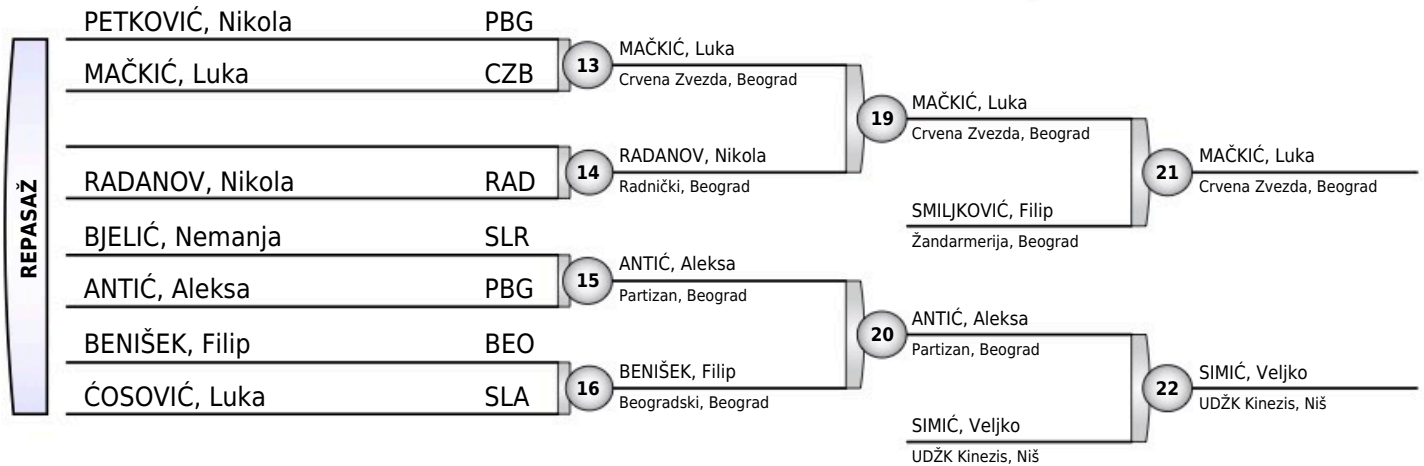 REPASAŽ
PETKOVIĆ, Nikola PBG
MAČKIĆ, Luka CZB
RADANOV, Nikola RAD
BJELIĆ, Nemanja SLR
ANTIĆ, Aleksa PBG
BENIŠEK, Filip BEO
ĆOSOVIĆ, Luka SLA
13
MAČKIĆ, Luka
Crvena Zvezda, Beograd
14
RADANOV, Nikola
Radnički, Beograd
15
ANTIĆ, Aleksa
Partizan, Beograd
16
BENIŠEK, Filip
Beogradski, Beograd
19
MAČKIĆ, Luka
Crvena Zvezda, Beograd
SMILJKOVIĆ, Filip
Žandarmerija, Beograd
20
ANTIĆ, Aleksa
Partizan, Beograd
SIMIĆ, Veljko
UDŽK Kinezis, Niš
21
MAČKIĆ, Luka
Crvena Zvezda, Beograd
22
SIMIĆ, Veljko
UDŽK Kinezis, Niš